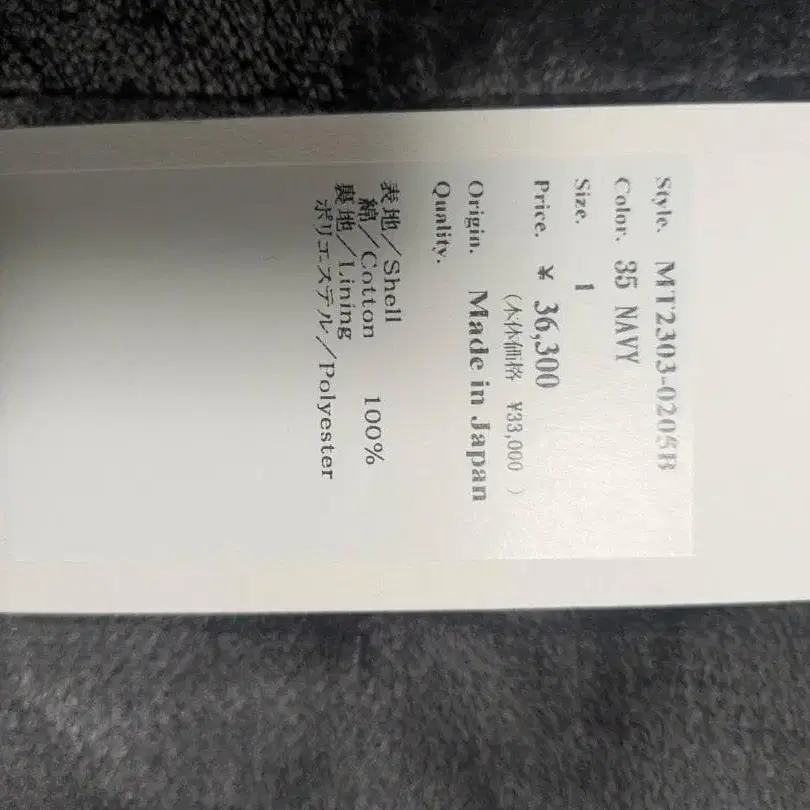 Style. MT2303-0205B
Color. 35 NAVY
Size. 1
Price. ¥ 36,300
(本体価格 ¥33,000 )
Origin. Made in Japan
Quality.
表地/Shell
綿/Cotton 100%
裏地/Lining
ポリエステル/Polyester